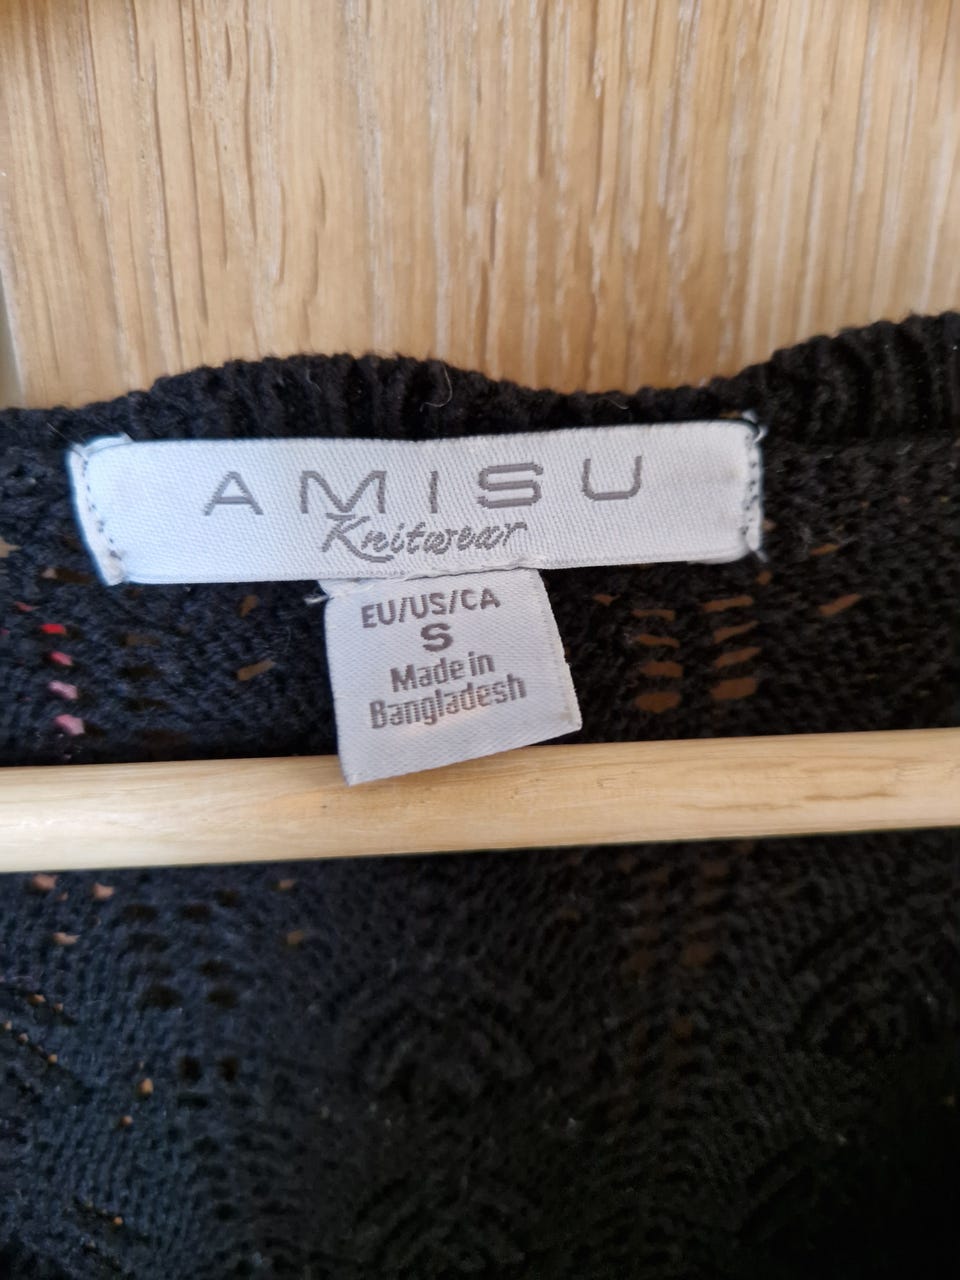 AMISU
Knitwear
EU/US/CA
S
Made in
Bangladesh